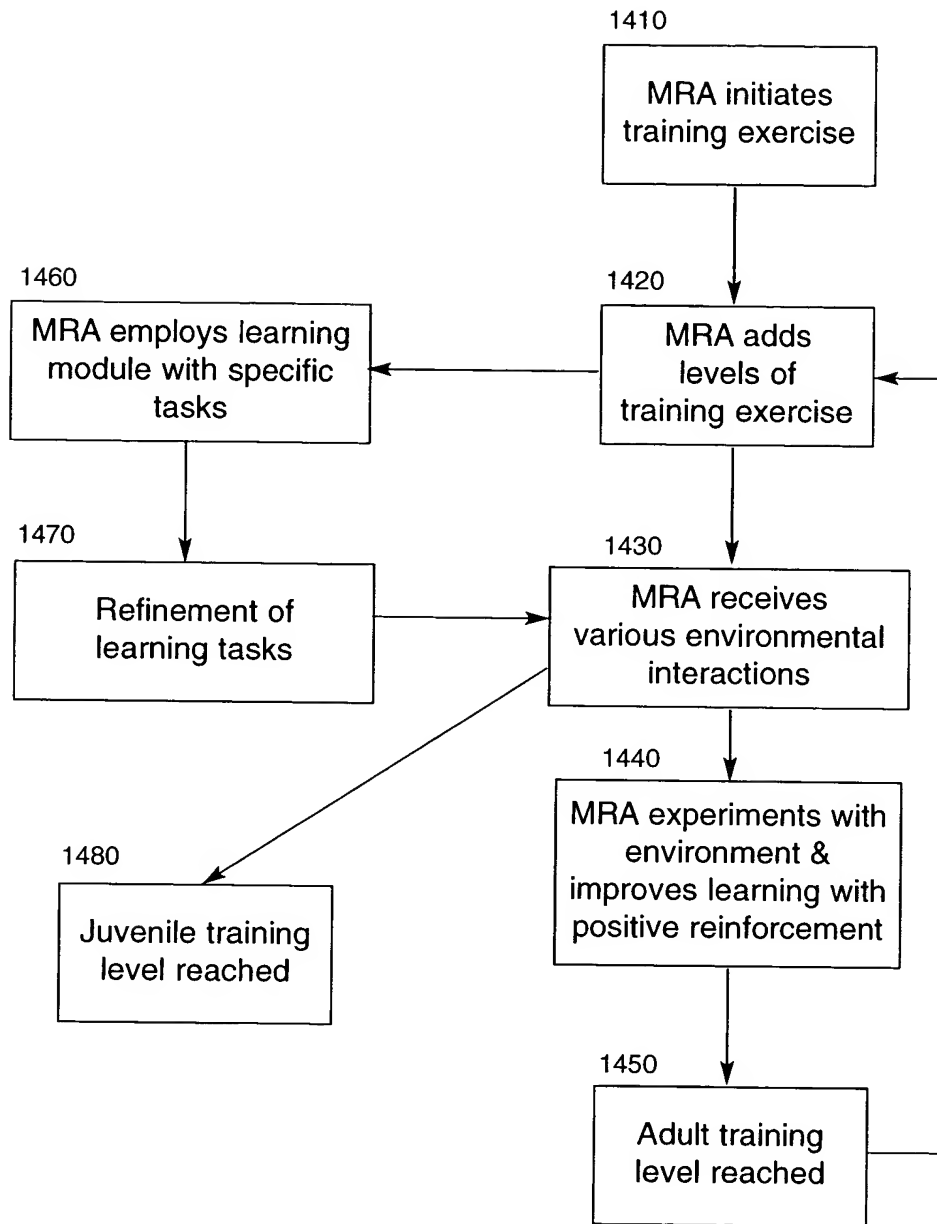 1410
MRA initiates
training exercise
1460
MRA employs learning
module with specific
tasks
1420
MRA adds
levels of
training exercise
1470
Refinement of
learning tasks
1430
MRA receives
various environmental
interactions
1440
MRA experiments with
environment &
improves learning with
positive reinforcement
1480
Juvenile training
level reached
1450
Adult training
level reached